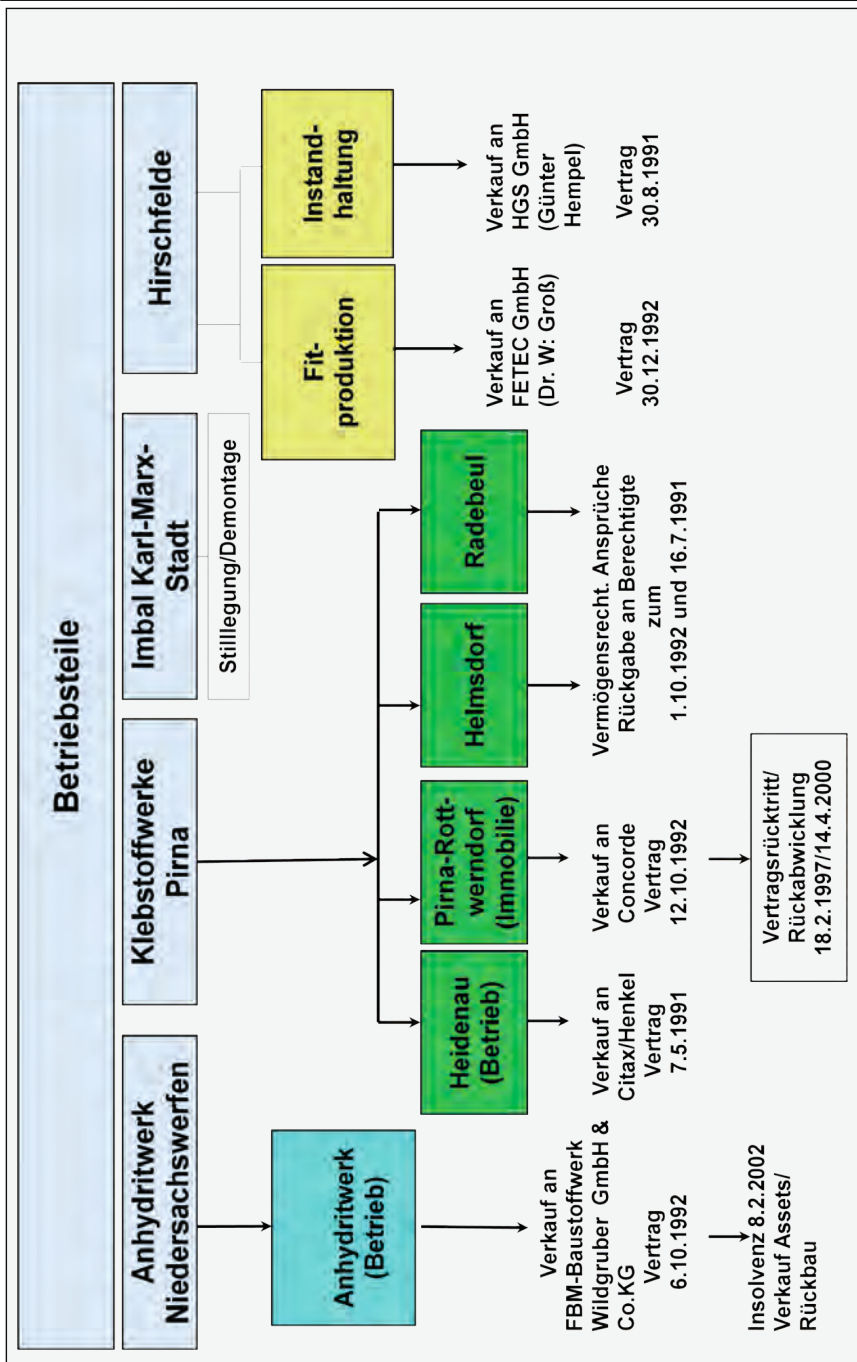 Betriebsteile
Anhydritwerk
Niedersachswerfen
Klebstoffwerke
Pirna
Imbal Karl-Marx-
Stadt
Hirschfelde
Stilllegung/Demontage
Anhydritwerk
(Betrieb)
Fit-
produktion
Instand-
haltung
Heidenau
(Betrieb)
Pirna-Rott-
werndorf
(Immobilie)
Helmsdorf
Radebeul
Verkauf an
FBM-Baustoffwerk
Wildgruber GmbH &
Co.KG
Vertrag
6.10.1992
Insolvenz 8.2.2002
Verkauf Assets/
Rückbau
Verkauf an
Citax/Henkel
Vertrag
7.5.1991
Verkauf an
Concorde
Vertrag
12.10.1992
Vertragsrücktritt/
Rückabwicklung
18.2.1997/14.4.2000
Vermögensrecht. Ansprüche
Rückgabe an Berechtigte
zum
1.10.1992 und 16.7.1991
Verkauf an
FETEC GmbH
(Dr. W: Groß)
Vertrag
30.12.1992
Verkauf an
HGS GmbH
(Günter
Hempel)
Vertrag
30.8.1991